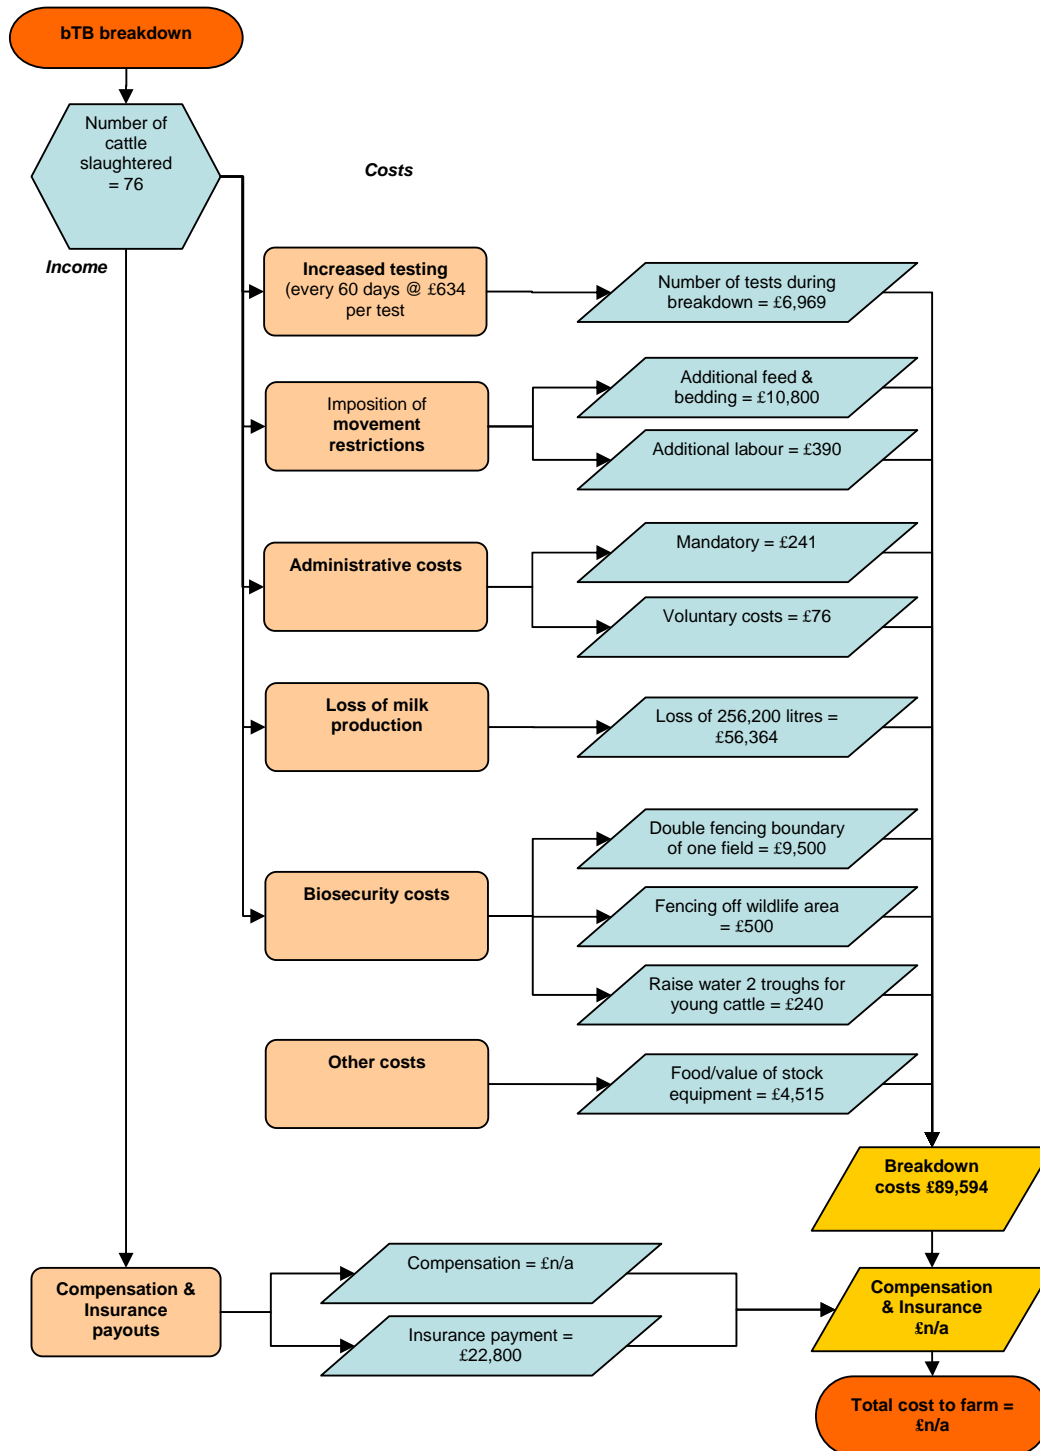 bTB breakdown
Number of
cattle
slaughtered
= 76
Costs
Income
Increased testing
(every 60 days @ £634
per test
Number of tests during
breakdown = £6,969
Imposition of
movement
restrictions
Additional feed &
bedding = £10,800
Additional labour = £390
Administrative costs
Mandatory = £241
Voluntary costs = £76
Loss of milk
production
Loss of 256,200 litres =
£56,364
Biosecurity costs
Double fencing boundary
of one field = £9,500
Fencing off wildlife area
= £500
Raise water 2 troughs for
young cattle = £240
Other costs
Food/value of stock
equipment = £4,515
Breakdown
costs £89,594
Compensation &
Insurance
payouts
Compensation = £n/a
Insurance payment =
£22,800
Compensation
& Insurance
£n/a
Total cost to farm =
£n/a